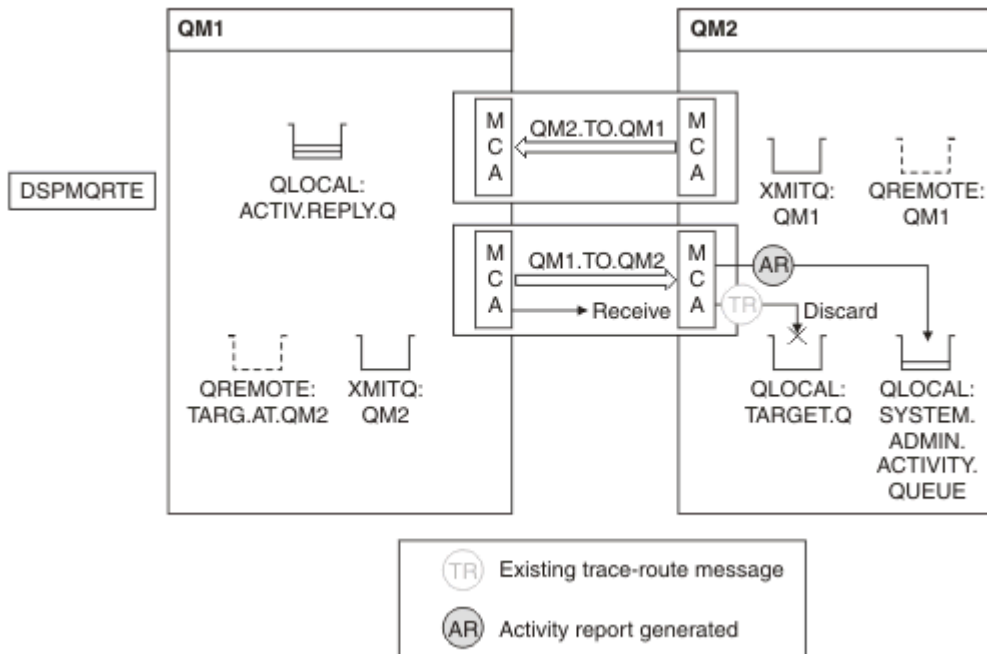 QM1
QM2
DSPMQRTE
QLOCAL:
ACTIV.REPLY.Q
M
C
A
QM2.TO.QM1
M
C
A
XMITQ:
QM1
QREMOTE:
QM1
M
C
A
QM1.TO.QM2
Receive
M
C
A
AR
TR
Discard
QREMOTE:
TARG.AT.QM2
XMITQ:
QM2
QLOCAL:
TARGET.Q
QLOCAL:
SYSTEM.
ADMIN.
ACTIVITY.
QUEUE
TR Existing trace-route message
AR Activity report generated